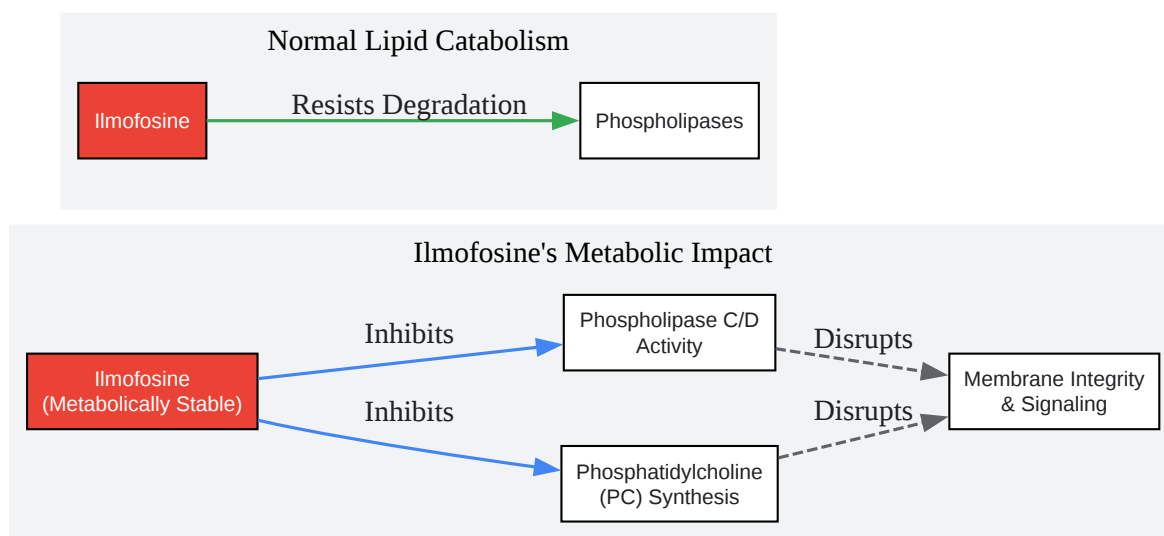 Normal Lipid Catabolism
Ilmofosine
Resists Degradation
Phospholipases
Ilmofosine's Metabolic Impact
Ilmofosine
(Metabolically Stable)
Inhibits
Inhibits
Phospholipase C/D
Activity
Phosphatidylcholine
(PC) Synthesis
Disrupts
Disrupts
Membrane Integrity
& Signaling